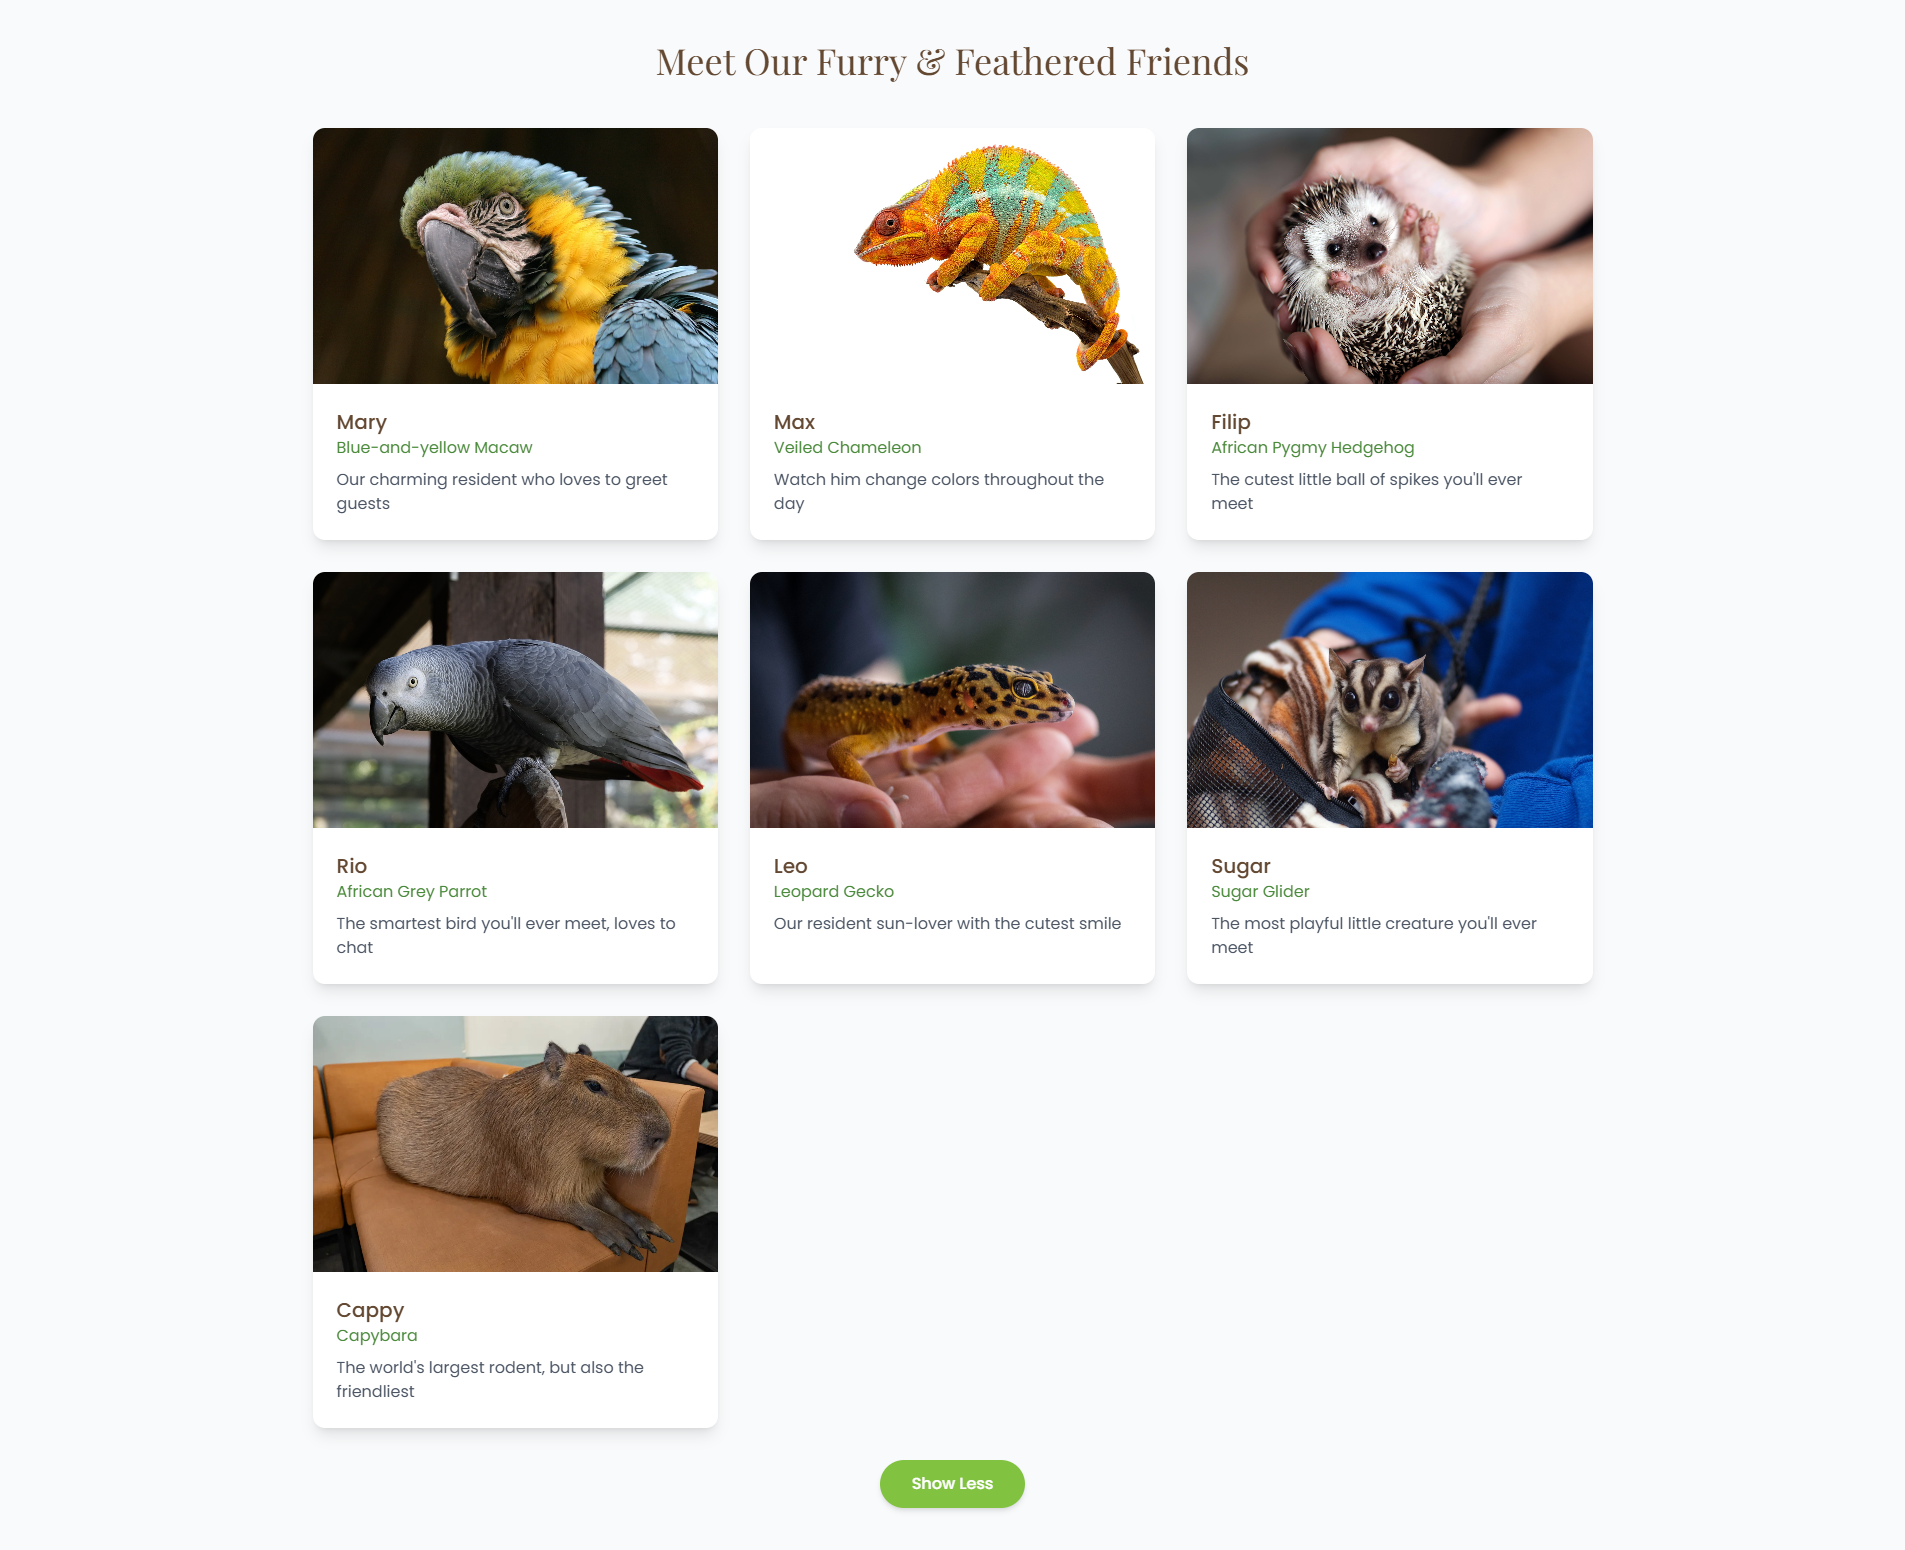 Meet Our Furry & Feathered Friends
Mary
Blue-and-yellow Macaw
Our charming resident who loves to greet
guests
Max
Veiled Chameleon
Watch him change colors throughout the
day
Filip
African Pygmy Hedgehog
The cutest little ball of spikes you'll ever
meet
Rio
African Grey Parrot
The smartest bird you'll ever meet, loves to
chat
Leo
Leopard Gecko
Our resident sun-lover with the cutest smile
Sugar
Sugar Glider
The most playful little creature you'll ever
meet
Cappy
Capybara
The world's largest rodent, but also the
friendliest
Show Less